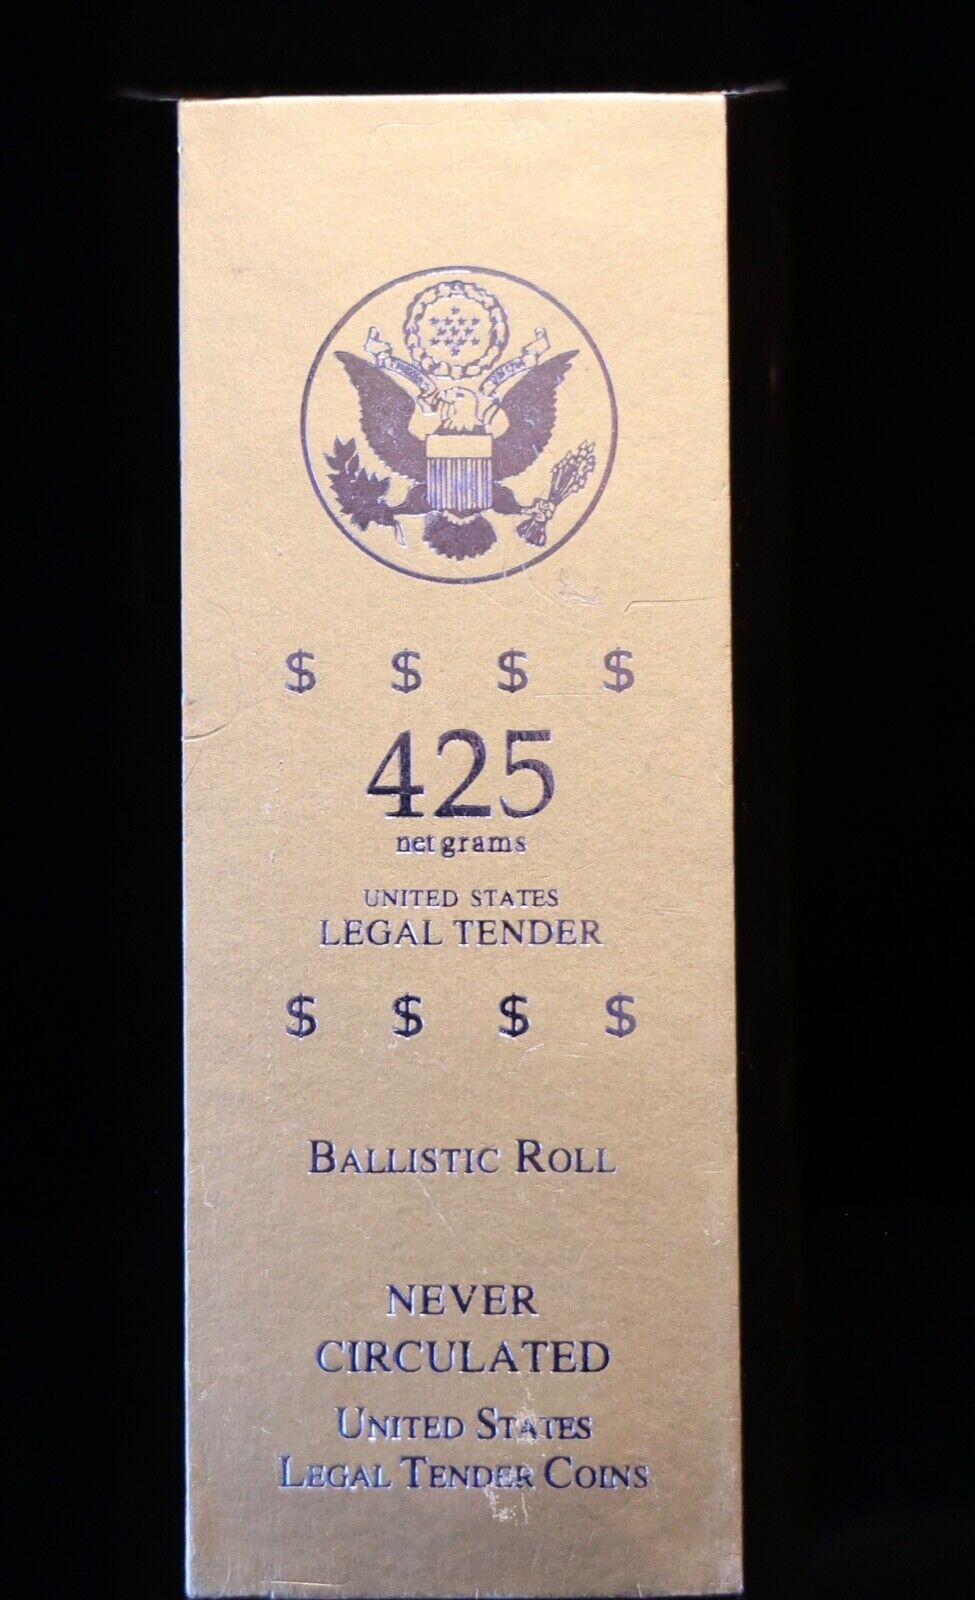 $ $ $ $
425
net grams
UNITED STATES
LEGAL TENDER
$ $ $ $
BALLISTIC ROLL
NEVER
CIRCULATED
UNITED STATES
LEGAL TENDER COINS